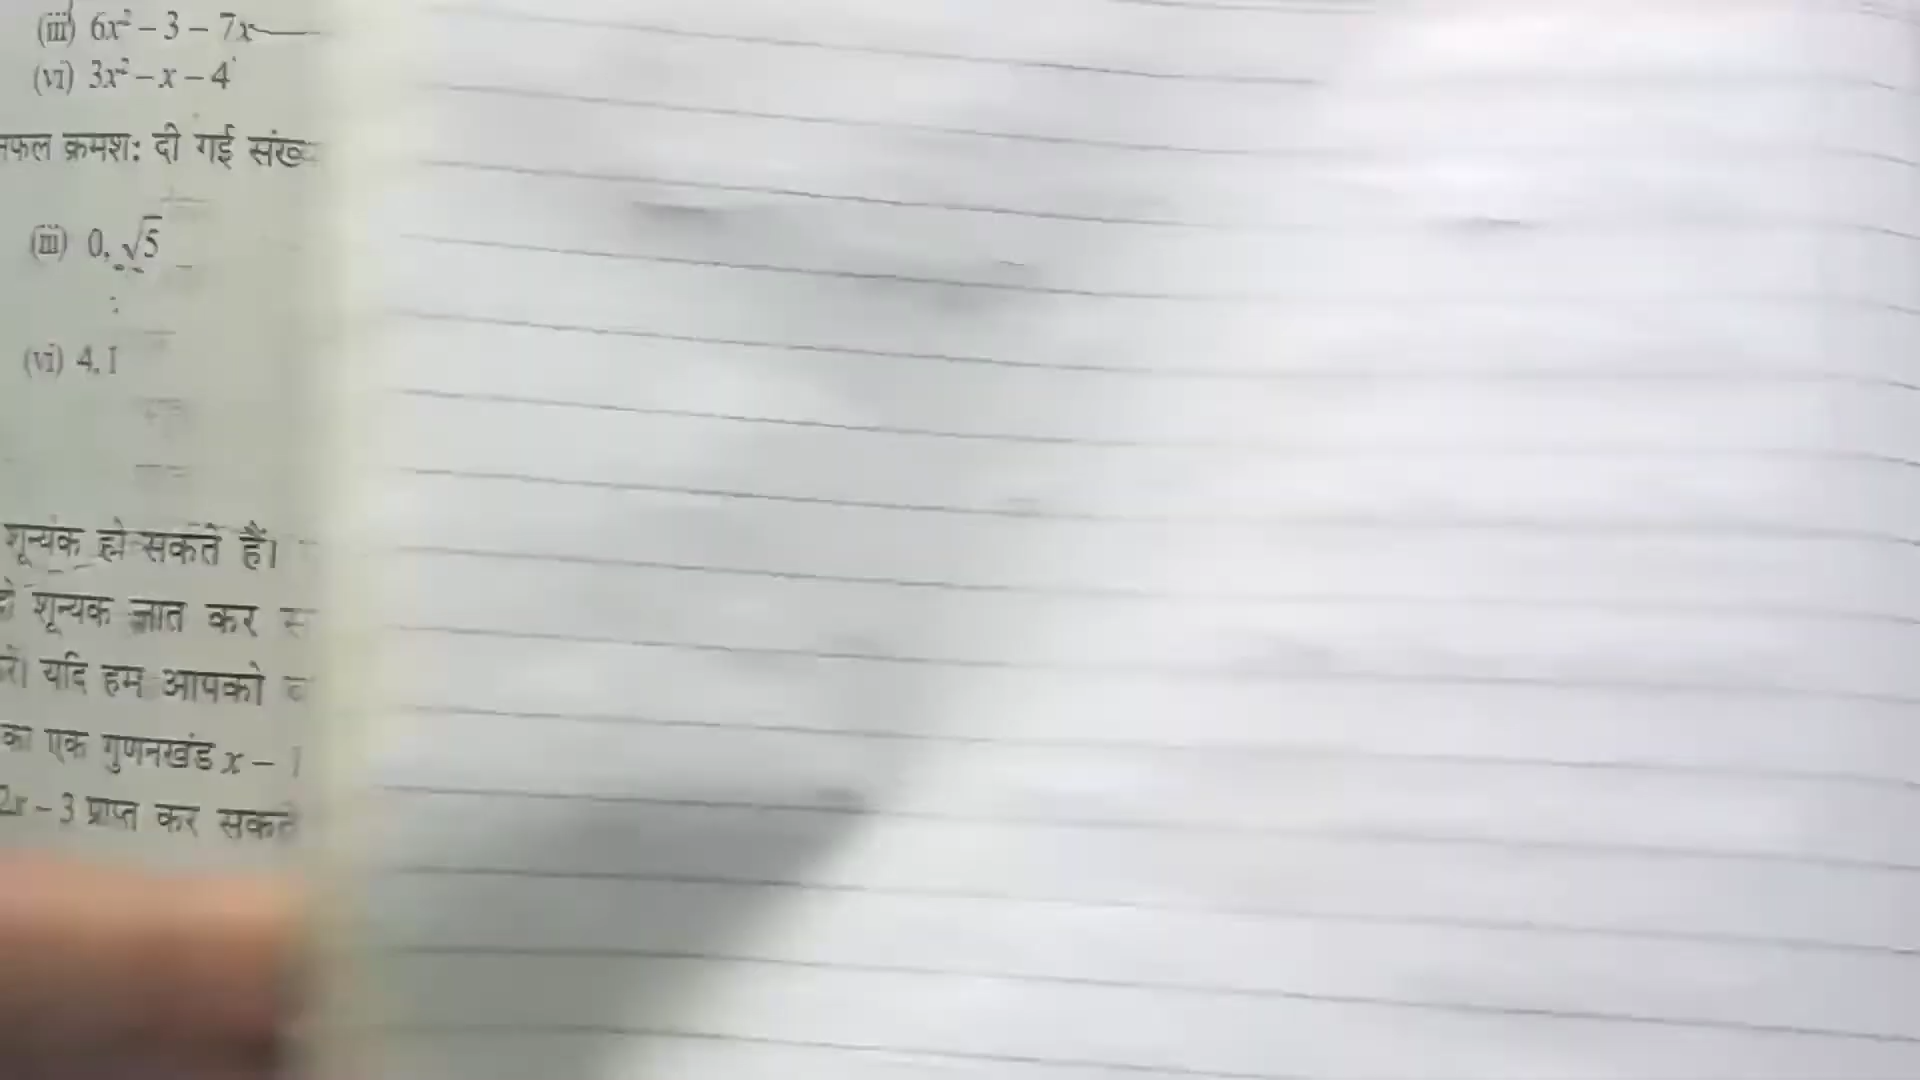 (iii) 6x² – 3 – 7x
(vi) 3x² – x – 4
क्रमश: दी गई
(iii) 0, √5
(vi) 4, 1
शून्यक हो सकते हैं।
शून्यक ज्ञात कर
यदि हम आपको
का एक गुणनखंड x – 1
2x – 3 प्राप्त कर सकते